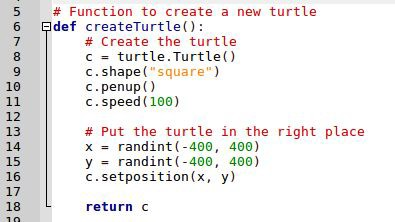 5 # Function to create a new turtle
6 def createTurtle():
7 # Create the turtle
8 c = turtle.Turtle()
9 c.shape("square")
10 c.penup()
11 c.speed(100)
12
13 # Put the turtle in the right place
14 x = randint(-400, 400)
15 y = randint(-400, 400)
16 c.setposition(x, y)
17
18 return c
19